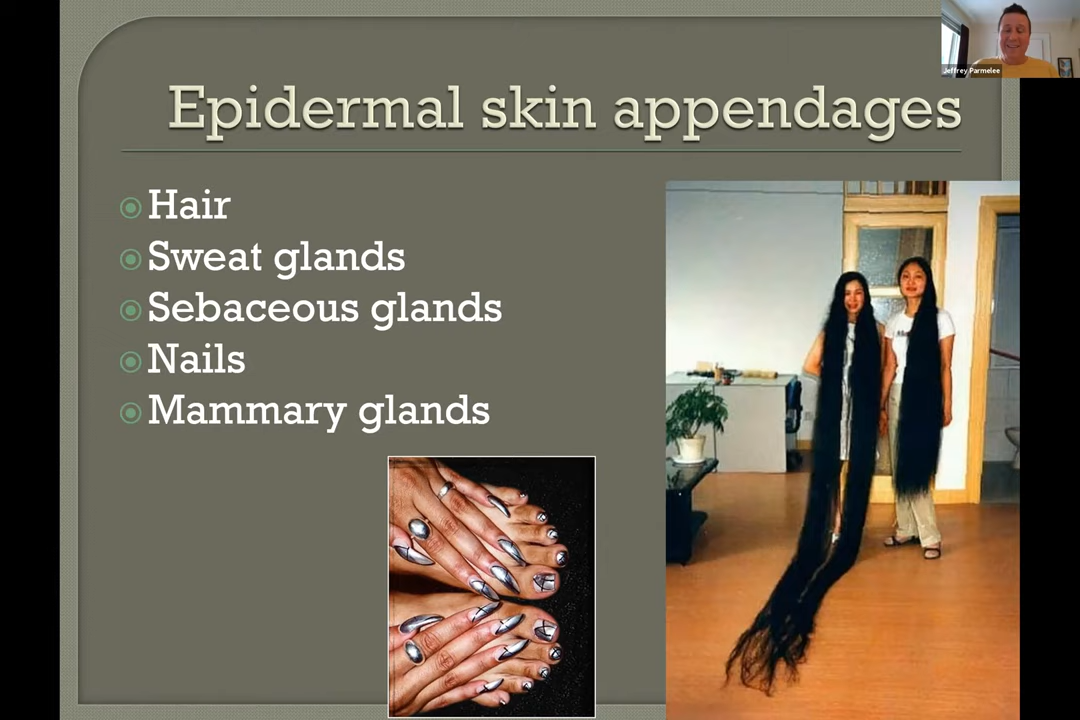 Jeffrey Parmelee
Epidermal skin appendages
Hair
Sweat glands
Sebaceous glands
Nails
Mammary glands